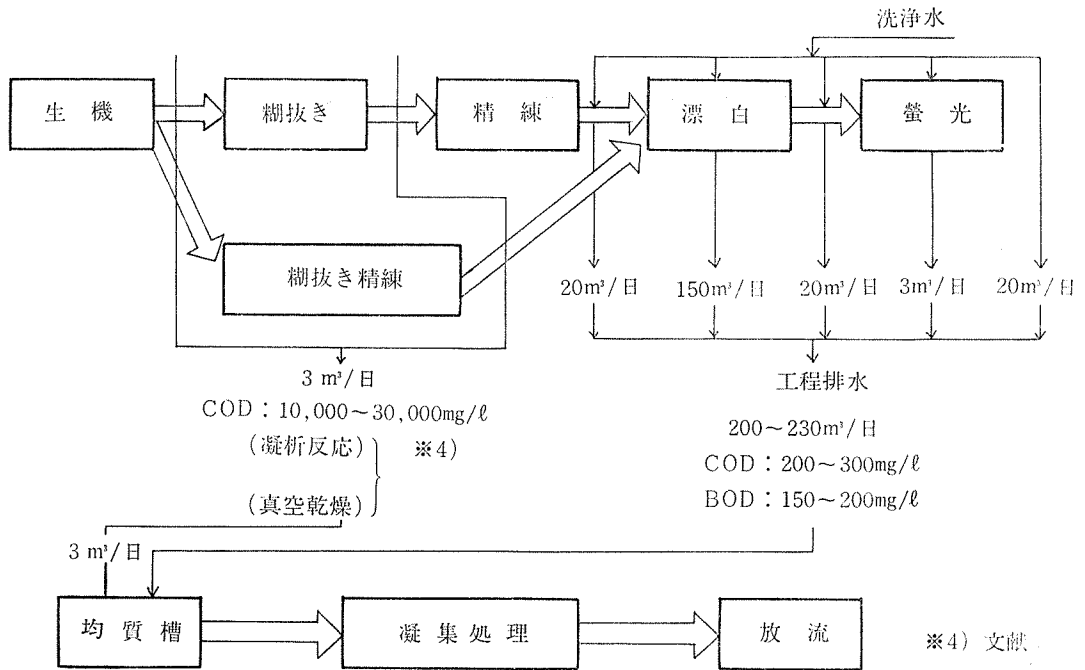 洗浄水
生機
糊抜き
精練
漂白
螢光
糊抜き精練
20m³/日
150m³/日
20m³/日
3m³/日
20m³/日
3 m³/日
COD：10,000～30,000mg/ℓ
(凝析反応)
※4)
(真空乾燥)
工程排水
200～230m³/日
COD：200～300mg/ℓ
BOD：150～200mg/ℓ
3 m³/日
均質槽
凝集処理
放流
※4) 文献